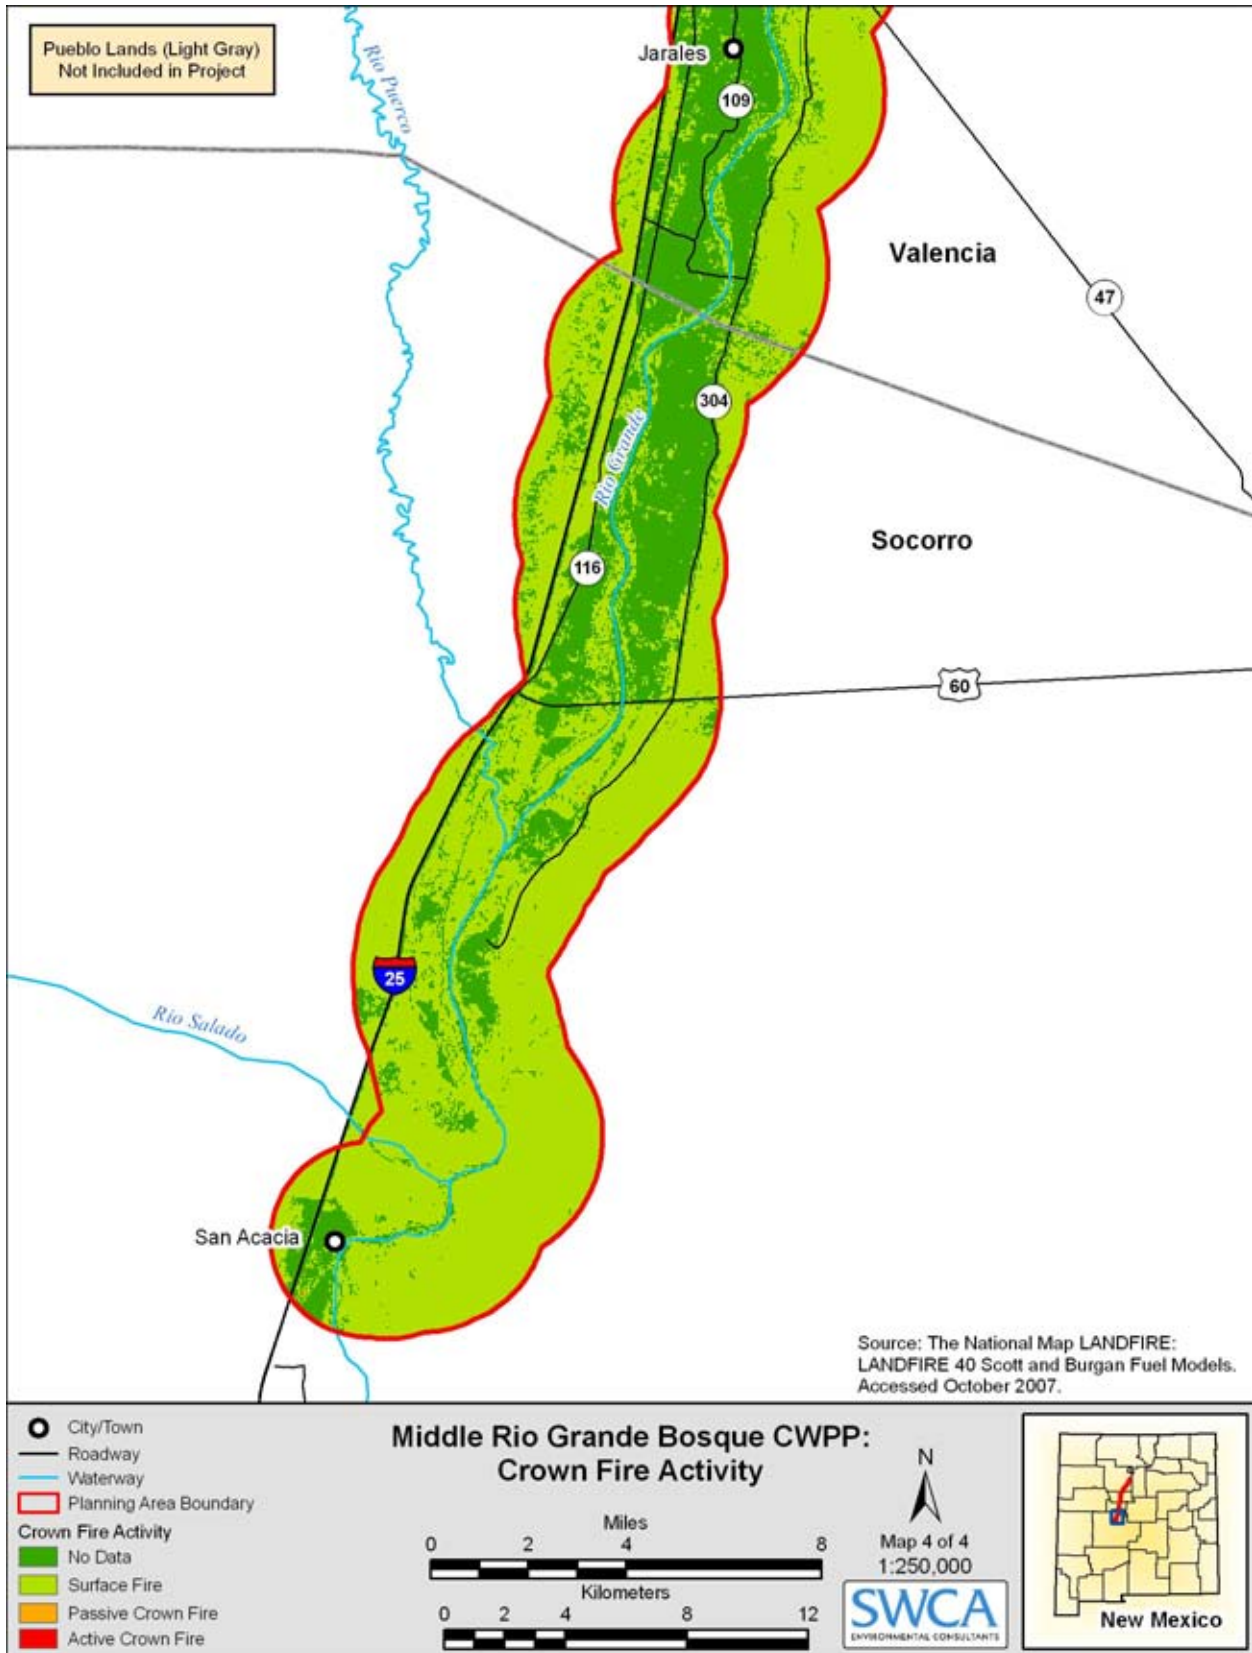 Pueblo Lands (Light Gray)
Not Included in Project
Rio Puerco
Jarales
109
Valencia
47
304
Rio Grande
Socorro
116
60
25
Rio Salado
San Acacia
Source: The National Map LANDFIRE:
LANDFIRE 40 Scott and Burgan Fuel Models.
Accessed October 2007.
City/Town
Roadway
Waterway
Planning Area Boundary
Crown Fire Activity
No Data
Surface Fire
Passive Crown Fire
Active Crown Fire
Middle Rio Grande Bosque CWPP:
Crown Fire Activity
Miles
0 2 4 8
Kilometers
0 2 4 8 12
N
Map 4 of 4
1:250,000
SWCA
ENVIRONMENTAL CONSULTANTS
New Mexico